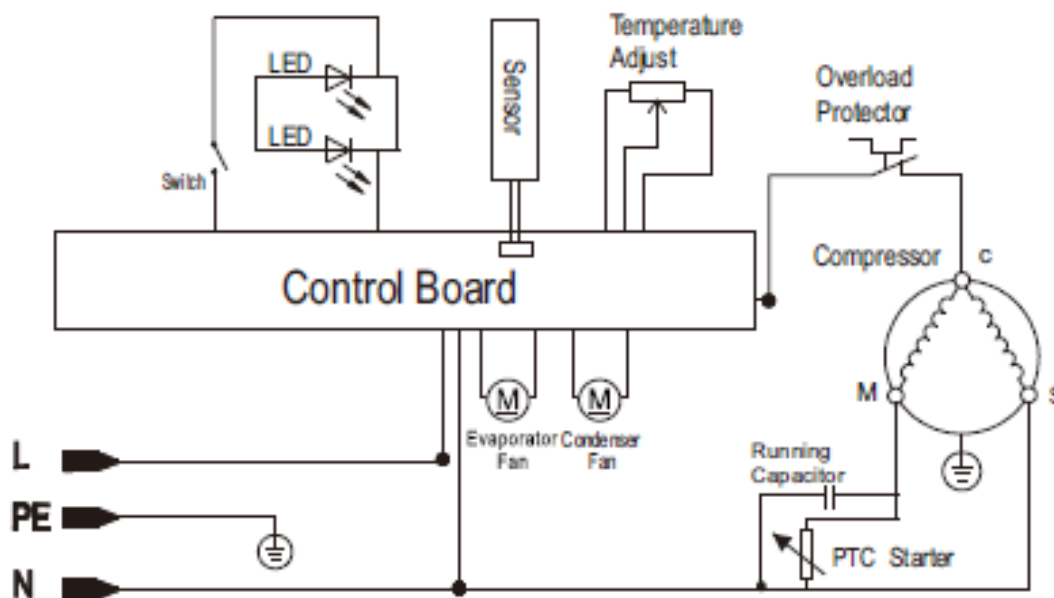 LED
LED
Switch
Sensor
Temperature
Adjust
Overload
Protector
Control Board
Compressor
C
M
S
M
Evaporator
Fan
M
Condenser
Fan
Running
Capacitor
PTC Starter
L
PE
N